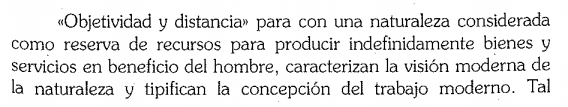 «Objetividad y distancia» para con una naturaleza considerada
como reserva de recursos para producir indefinidamente bienes y
servicios en beneficio del hombre, caracterizan la visión moderna de
la naturaleza y tipifican la concepción del trabajo moderno. Tal